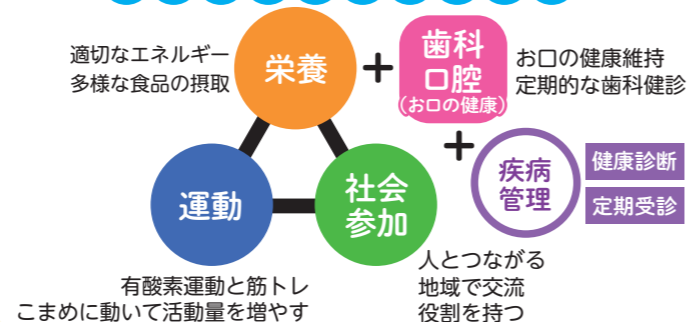 適切なエネルギー
多様な食品の摂取
栄養
+
歯科
口腔
(お口の健康)
お口の健康維持
定期的な歯科健診
+
疾病
管理
健康診断
定期受診
運動
社会
参加
有酸素運動と筋トレ
こまめに動いて活動量を増やす
人とつながる
地域で交流
役割を持つ